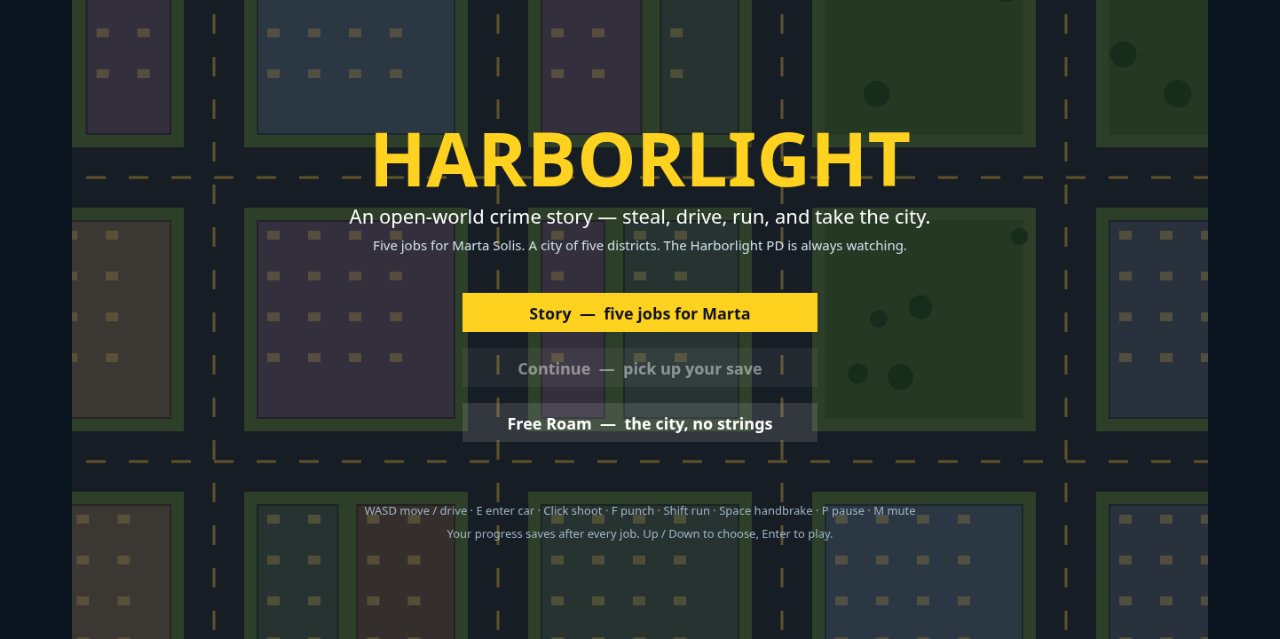 HARBORLIGHT
An open-world crime story — steal, drive, run, and take the city.
Five jobs for Marta Solis. A city of five districts. The Harborlight PD is always watching.
Story — five jobs for Marta
Continue — pick up your save
Free Roam — the city, no strings
WASD move / drive · E enter car · Click shoot · F punch · Shift run · Space handbrake · P pause · M mute
Your progress saves after every job. Up / Down to choose, Enter to play.